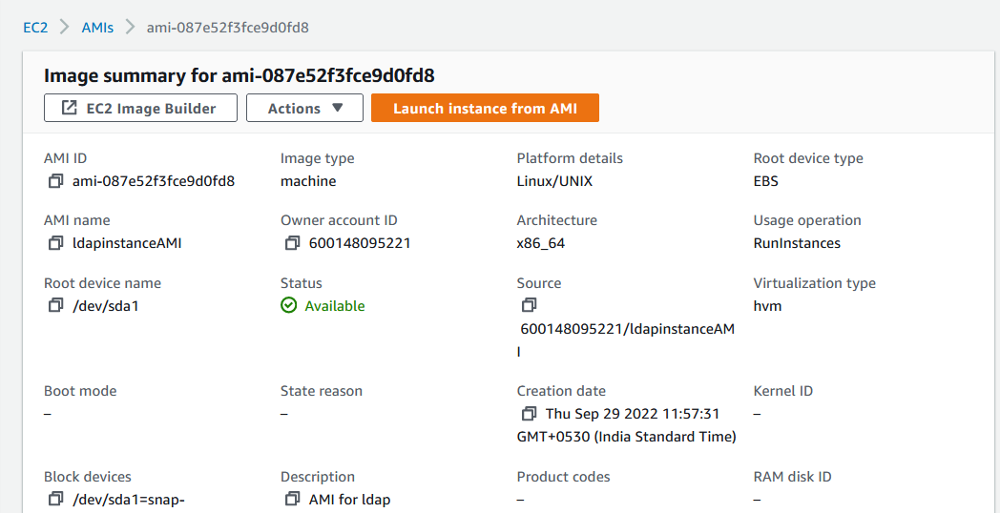 EC2 > AMIs > ami-087e52f3fce9d0fd8
Image summary for ami-087e52f3fce9d0fd8
EC2 Image Builder Actions Launch instance from AMI
AMI ID Image type Platform details Root device type
ami-087e52f3fce9d0fd8 machine Linux/UNIX EBS
AMI name Owner account ID Architecture Usage operation
ldapinstanceAMI 600148095221 x86_64 RunInstances
Root device name Status Source Virtualization type
/dev/sda1 Available hvm
600148095221/ldapinstanceAM
I
Boot mode State reason Creation date Kernel ID
– – Thu Sep 29 2022 11:57:31 –
GMT+0530 (India Standard Time)
Block devices Description Product codes RAM disk ID
/dev/sda1=snap- AMI for ldap – –